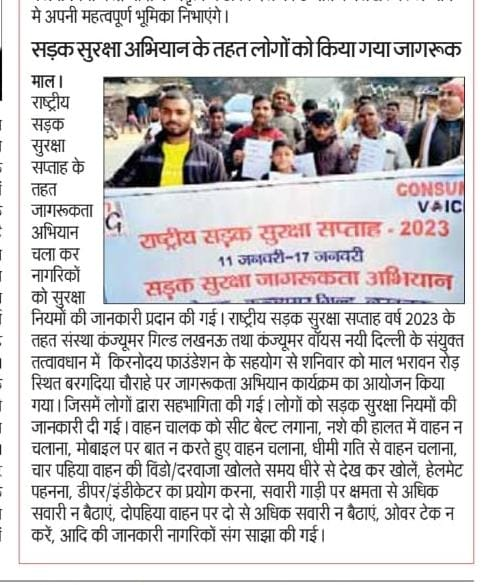 में अपनी महत्वपूर्ण भूमिका निभाएंगे।
सड़क सुरक्षा अभियान के तहत लोगों को किया गया जागरूक
माल।
राष्ट्रीय
सड़क
सुरक्षा
सप्ताह के
तहत
जागरूकता
अभियान
चला कर
नागरिकों
को सुरक्षा
CONSUM
VOIC
G
राष्ट्रीय सड़क सुरक्षा सप्ताह - 2023
11 जनवरी-17 जनवरी
सड़क सुरक्षा जागरूकता अभियान
नियमों की जानकारी प्रदान की गई। राष्ट्रीय सड़क सुरक्षा सप्ताह वर्ष 2023 के
तहत संस्था कंज्यूमर गिल्ड लखनऊ तथा कंज्यूमर वॉयस नयी दिल्ली के संयुक्त
तत्वावधान में किरनोदय फाउंडेशन के सहयोग से शनिवार को माल भरावन रोड़
स्थित बरगदिया चौराहे पर जागरूकता अभियान कार्यक्रम का आयोजन किया
गया। जिसमें लोगों द्वारा सहभागिता की गई। लोगों को सड़क सुरक्षा नियमों की
जानकारी दी गई। वाहन चालक को सीट बेल्ट लगाना, नशे की हालत में वाहन न
चलाना, मोबाइल पर बात न करते हुए वाहन चलाना, धीमी गति से वाहन चलाना,
चार पहिया वाहन की विंडो/दरवाजा खोलते समय धीरे से देख कर खोलें, हेलमेट
पहनना, डीपर/इंडीकेटर का प्रयोग करना, सवारी गाड़ी पर क्षमता से अधिक
सवारी न बैठाएं, दोपहिया वाहन पर दो से अधिक सवारी न बैठाएं, ओवर टेक न
करें, आदि की जानकारी नागरिकों संग साझा की गई।